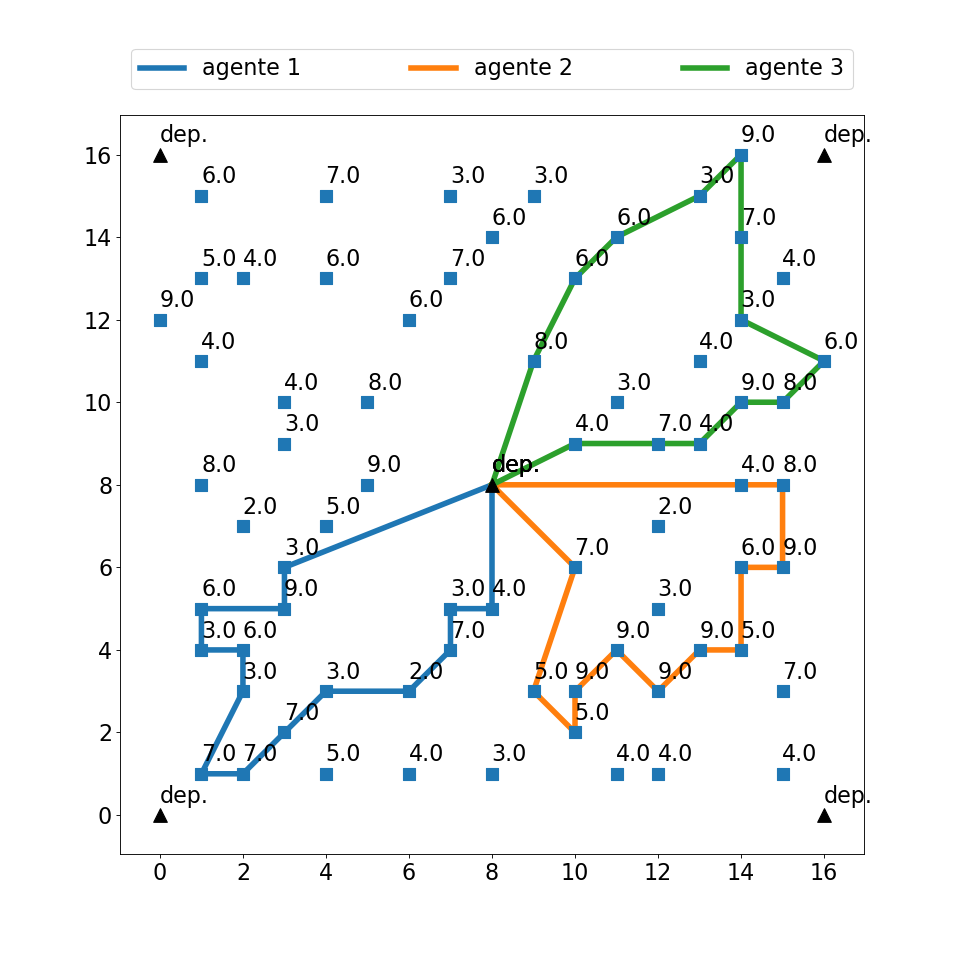 agente 1 agente 2 agente 3
9.0
16 dep. dep.
6.0 7.0 3.0 3.0 3.0
6.0 6.0 7.0
14
5.0 4.0 6.0 7.0 6.0 4.0
9.0 6.0 3.0
12
4.0 8.0 4.0 6.0
4.0 8.0 3.0 9.0 8.0
10
3.0 4.0 7.0 4.0
8.0 9.0 dep. 4.0 8.0
8
2.0 5.0 2.0
3.0 7.0 6.0 9.0
6
6.0 9.0 3.0 4.0 3.0
3.0 6.0 7.0 9.0 9.0 5.0
4
3.0 3.0 2.0 5.0 9.0 9.0 7.0
7.0 5.0
2
7.0 7.0 5.0 4.0 3.0 4.0 4.0 4.0
0 dep. dep.
0 2 4 6 8 10 12 14 16